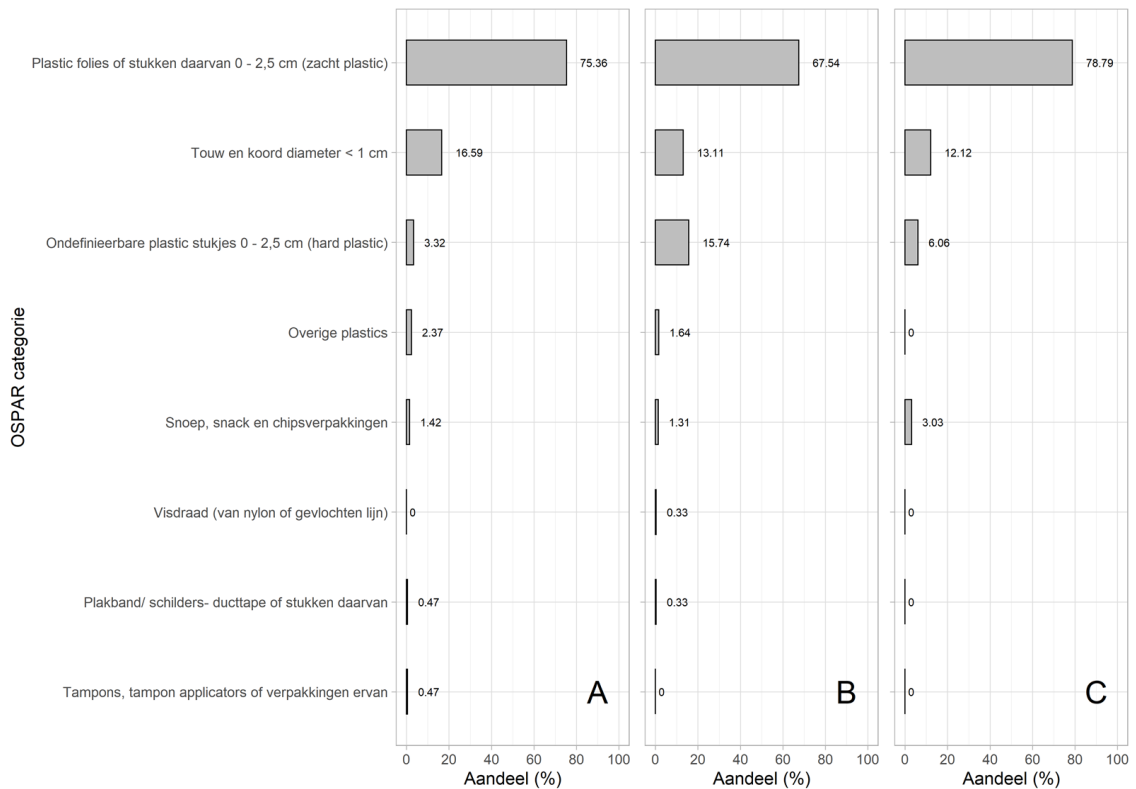 Plastic folies of stukken daarvan 0 - 2,5 cm (zacht plastic) 75.36 67.54 78.79
Touw en koord diameter < 1 cm 16.59 13.11 12.12
Ondefinieerbare plastic stukjes 0 - 2,5 cm (hard plastic) 3.32 15.74 6.06
Overige plastics 2.37 1.64 0
OSPAR categorie
Snoep, snack en chipsverpakkingen 1.42 1.31 3.03
Visdraad (van nylon of gevlochten lijn) 0 0.33 0
Plakband/ schilders- ducttape of stukken daarvan 0.47 0.33 0
Tampons, tampon applicators of verpakkingen ervan 0.47 A 0 B 0 C
0 20 40 60 80 100 0 20 40 60 80 100 0 20 40 60 80 100
Aandeel (%) Aandeel (%) Aandeel (%)